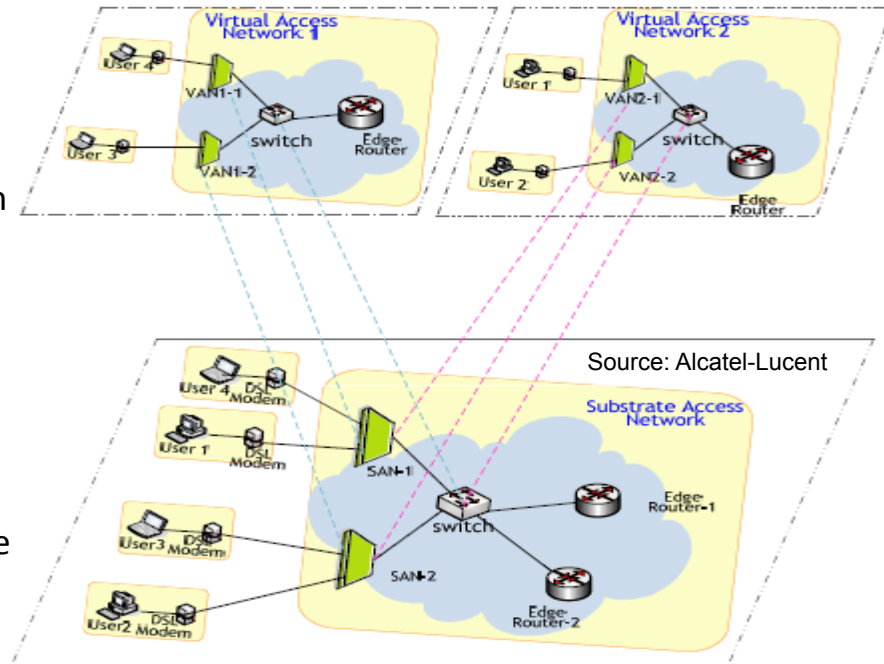 Virtual Access
Network 1
User 4
VAN1-1
switch
Edge
Router
User 3
VAN1-2
Virtual Access
Network 2
User 1
VAN2-1
switch
User 2
VAN2-2
Edge
Router
n
Source: Alcatel-Lucent
User 4
DSL
Modem
Substrate Access
Network
User 1
DSL
Modem
SAN-1
Edge
Router-1
switch
User3
DSL
Modem
e
SAN-2
User2
DSL
Modem
Edge
Router-2